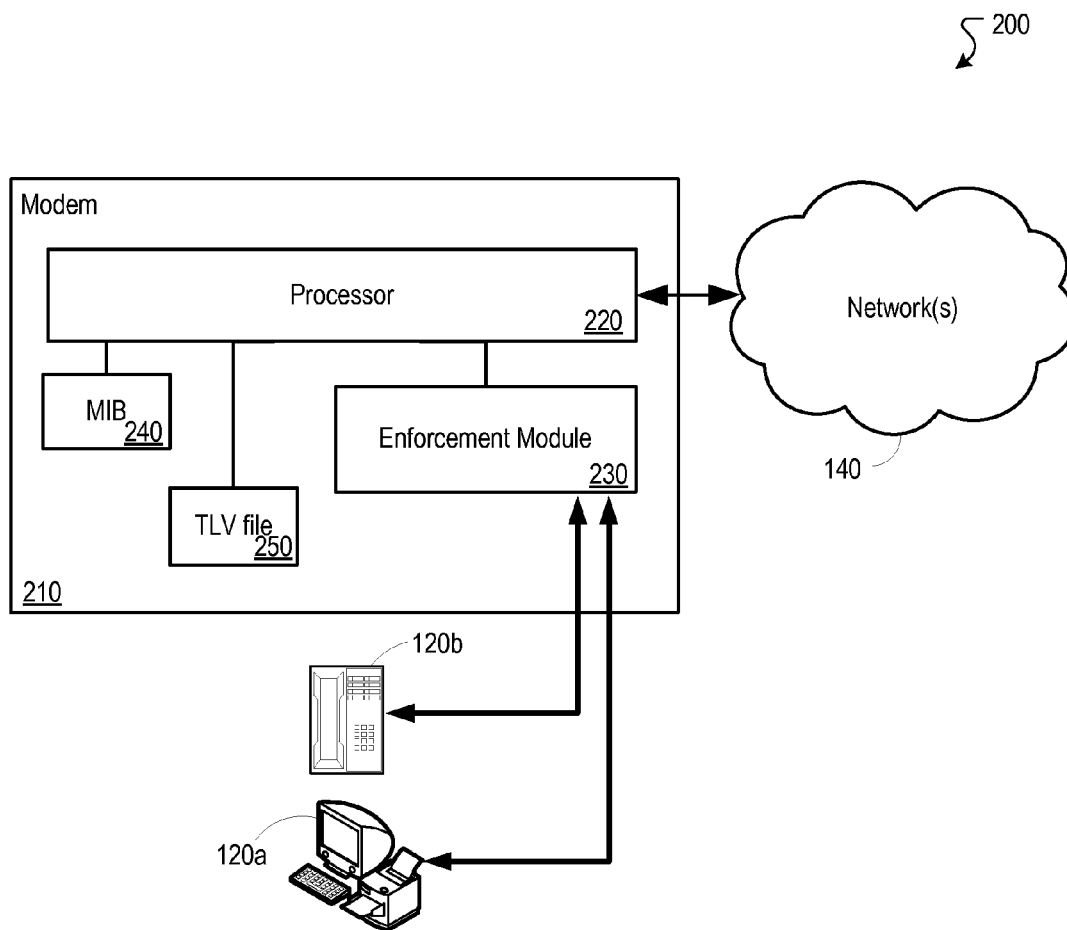 200
Modem
Processor
220
Network(s)
MIB
240
Enforcement Module
230
140
TLV file
250
210
120b
120a